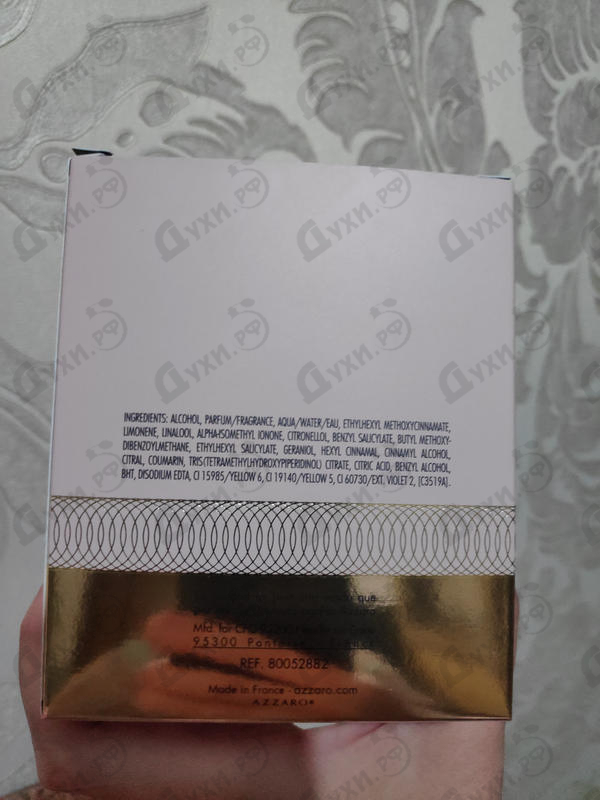 Духи.рф
INGREDIENTS: ALCOHOL, PARFUM/FRAGRANCE, AQUA/WATER/EAU, ETHYLHEXYL METHOXYCINNAMATE,
LIMONENE, LINALOOL, ALPHA-ISOMETHYL IONONE, CITRONELLOL, BENZYL SALICYLATE, BUTYL METHOXY-
DIBENZOYLMETHANE, ETHYLHEXYL SALICYLATE, GERANIOL, HEXYL CINNAMAL, CINNAMYL ALCOHOL,
CITRAL, COUMARIN, TRIS(TETRAMETHYLHYDROXYPIPERIDINOL) CITRATE, CITRIC ACID, BENZYL ALCOHOL,
BHT, DISODIUM EDTA, CI 15985/YELLOW 6, CI 19140/YELLOW 5, CI 60730/EXT. VIOLET 2, [C3519A].
que
Mfd. for
95300
REF. 80052882
Made in France - azzaro.com
AZZARO®